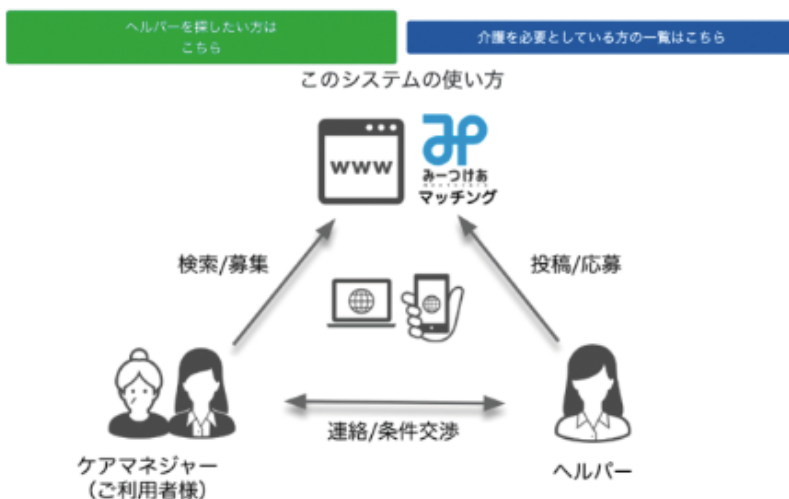 ヘルパーを探したい方は
こちら
介護を必要としている方の一覧はこちら
このシステムの使い方
www
みーつけあ
マッチング
検索/募集
投稿/応募
連絡/条件交渉
ケアマネジャー
（ご利用者様）
ヘルパー